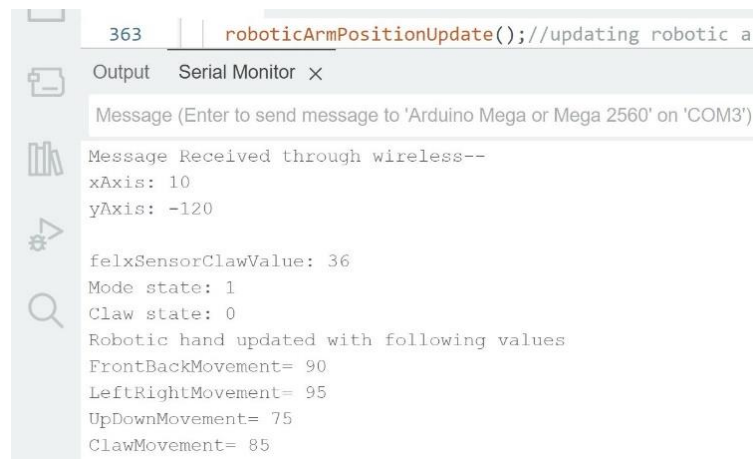 363 roboticArmPositionUpdate();//updating robotic a
Output Serial Monitor ×
Message (Enter to send message to 'Arduino Mega or Mega 2560' on 'COM3')
Message Received through wireless--
xAxis: 10
yAxis: -120
felxSensorClawValue: 36
Mode state: 1
Claw state: 0
Robotic hand updated with following values
FrontBackMovement= 90
LeftRightMovement= 95
UpDownMovement= 75
ClawMovement= 85